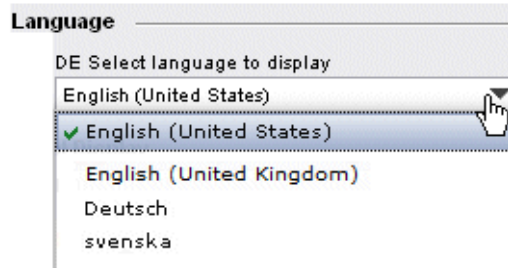 Language
DE Select language to display
English (United States)
English (United States)
English (United Kingdom)
Deutsch
svenska